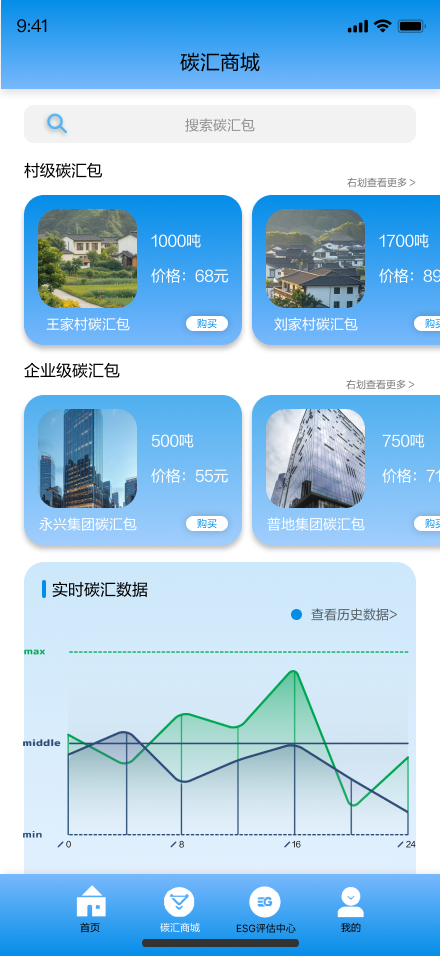 9:41
碳汇商城
搜索碳汇包
村级碳汇包
右划查看更多 >
1000吨
价格：68元
王家村碳汇包
购买
1700吨
价格：89
刘家村碳汇包
购买
企业级碳汇包
右划查看更多 >
500吨
价格：55元
永兴集团碳汇包
购买
750吨
价格：71
普地集团碳汇包
购买
实时碳汇数据
查看历史数据>
max
middle
min
0 8 16 24
首页
碳汇商城
ESG评估中心
我的